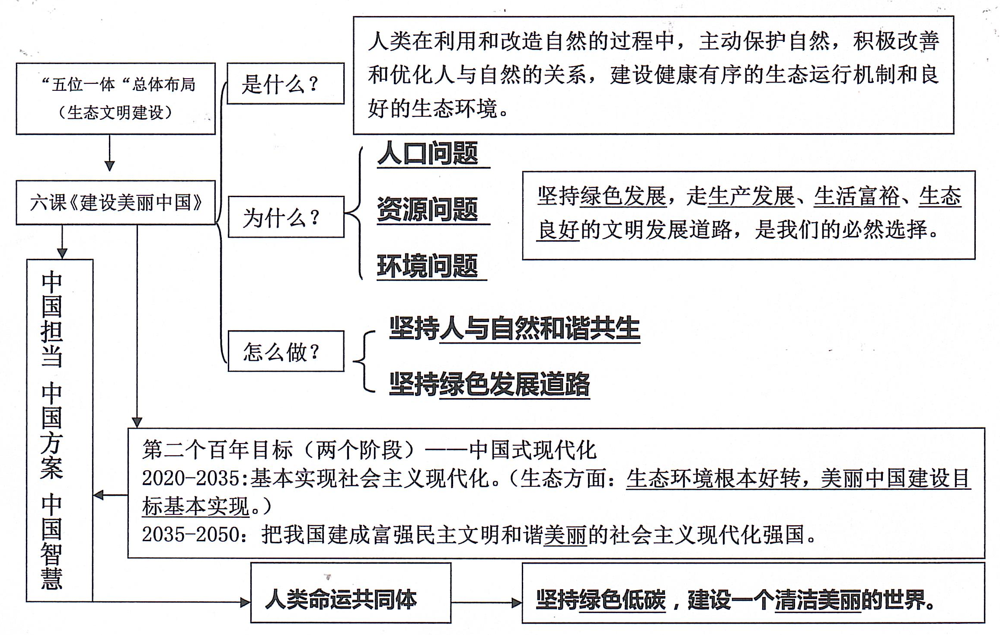 “五位一体“总体布局
（生态文明建设）
六课《建设美丽中国》
是什么？
人类在利用和改造自然的过程中，主动保护自然，积极改善
和优化人与自然的关系，建设健康有序的生态运行机制和良
好的生态环境。
为什么？
人口问题
资源问题
环境问题
坚持绿色发展，走生产发展、生活富裕、生态
良好的文明发展道路，是我们的必然选择。
怎么做？
坚持人与自然和谐共生
坚持绿色发展道路
中国担当 中国方案 中国智慧
第二个百年目标（两个阶段）——中国式现代化
2020-2035:基本实现社会主义现代化。（生态方面：生态环境根本好转，美丽中国建设目
标基本实现。）
2035-2050：把我国建成富强民主文明和谐美丽的社会主义现代化强国。
人类命运共同体
坚持绿色低碳，建设一个清洁美丽的世界。